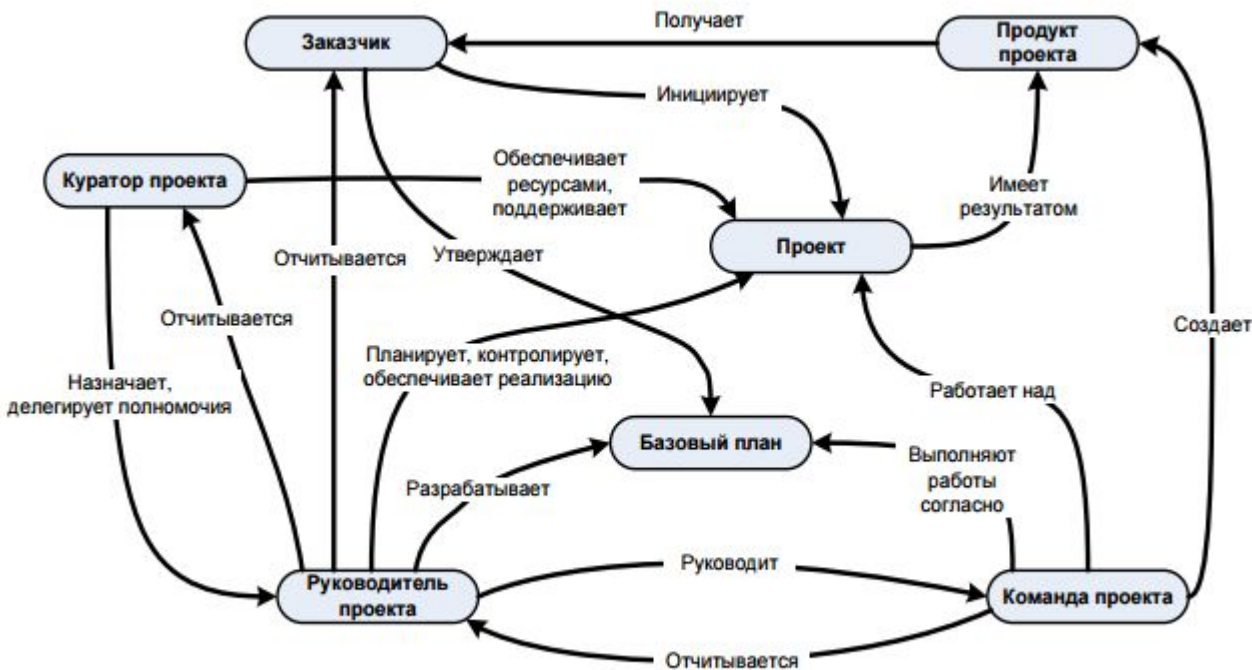 Получает
Заказчик
Продукт
проекта
Инициирует
Обеспечивает
ресурсами,
поддерживает
Куратор проекта
Имеет
результатом
Проект
Отчитывается
Утверждает
Отчитывается
Создает
Планирует, контролирует,
обеспечивает реализацию
Назначает,
делегирует полномочия
Работает над
Базовый план
Выполняют
работы
согласно
Разрабатывает
Руководит
Руководитель
проекта
Команда проекта
Отчитывается